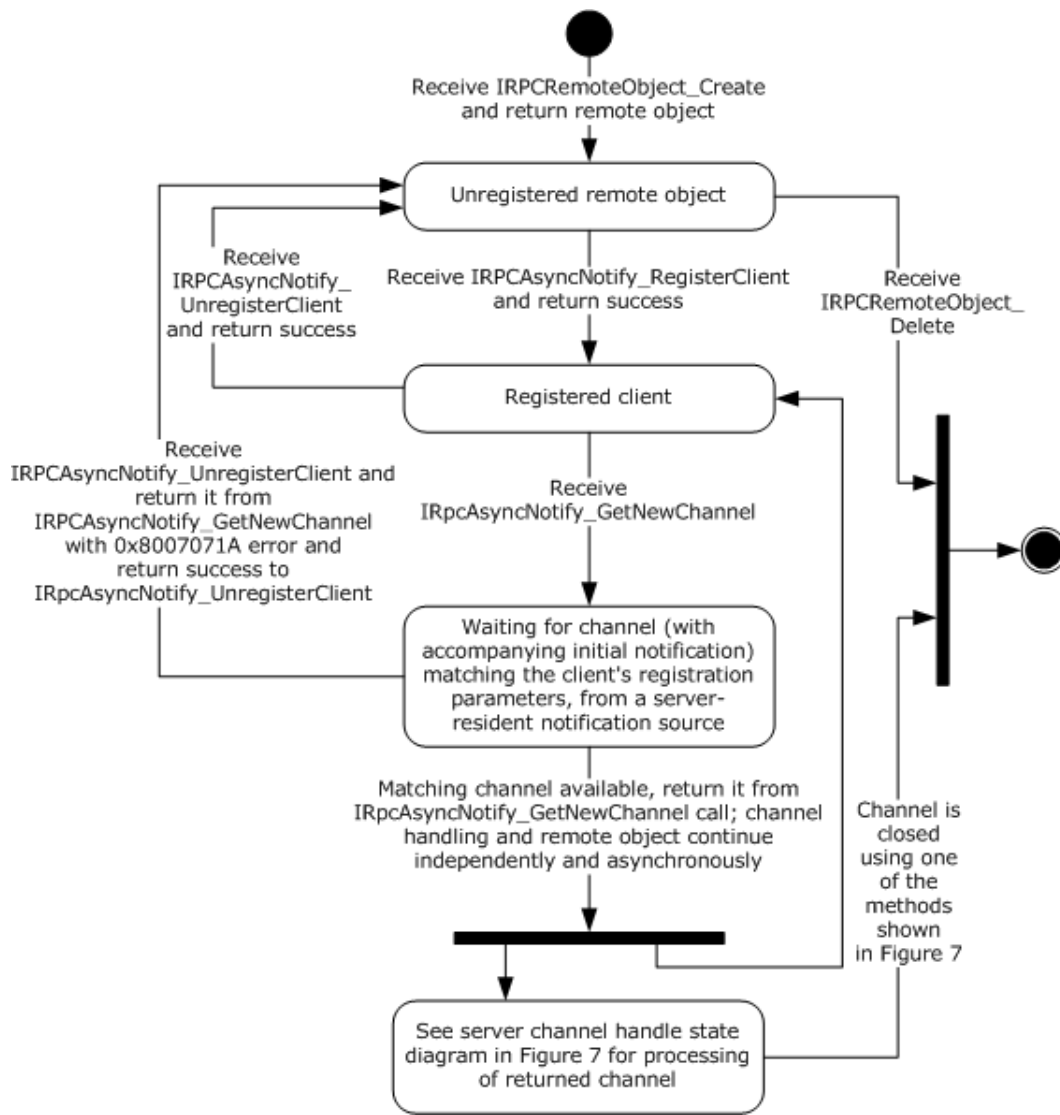 Receive IRPCRemoteObject_Create
and return remote object
Unregistered remote object
Receive
IRPCAsyncNotify_
UnregisterClient
and return success
Receive IRPCAsyncNotify_RegisterClient
and return success
Receive
IRPCRemoteObject_
Delete
Registered client
Receive
IRPCAsyncNotify_UnregisterClient and
return it from
IRPCAsyncNotify_GetNewChannel
with 0x8007071A error and
return success to
IRpcAsyncNotify_UnregisterClient
Receive
IRpcAsyncNotify_GetNewChannel
Waiting for channel (with
accompanying initial notification)
matching the client's registration
parameters, from a server-
resident notification source
Matching channel available, return it from
IRpcAsyncNotify_GetNewChannel call; channel
handling and remote object continue
independently and asynchronously
Channel is
closed
using one
of the
methods
shown
in Figure 7
See server channel handle state
diagram in Figure 7 for processing
of returned channel